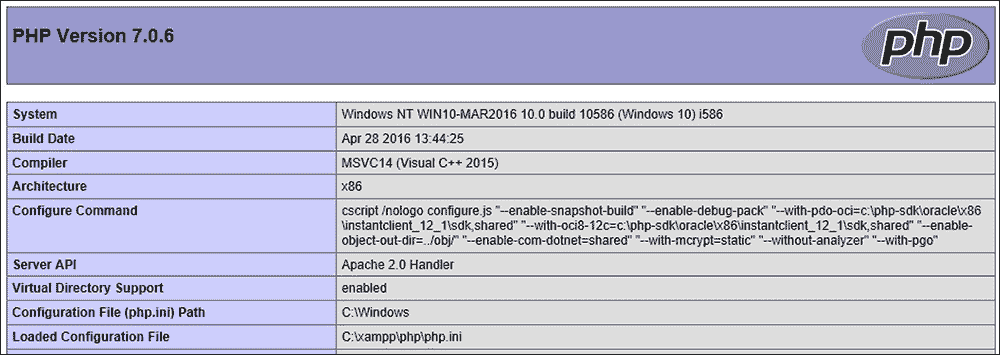 PHP Version 7.0.6
php
System Windows NT WIN10-MAR2016 10.0 build 10586 (Windows 10) i586
Build Date Apr 28 2016 13:44:25
Compiler MSVC14 (Visual C++ 2015)
Architecture x86
Configure Command cscript /nologo configure.js "--enable-snapshot-build" "--enable-debug-pack" "--with-pdo-oci=c:\php-sdk\oracle\x86
\instantclient_12_1\sdk,shared" "--with-oci8-12c=c:\php-sdk\oracle\x86\instantclient_12_1\sdk,shared" "--enable-
object-out-dir=../obj/" "--enable-com-dotnet=shared" "--with-mcrypt=static" "--without-analyzer" "--with-pgo"
Server API Apache 2.0 Handler
Virtual Directory Support enabled
Configuration File (php.ini) Path C:\Windows
Loaded Configuration File C:\xampp\php\php.ini